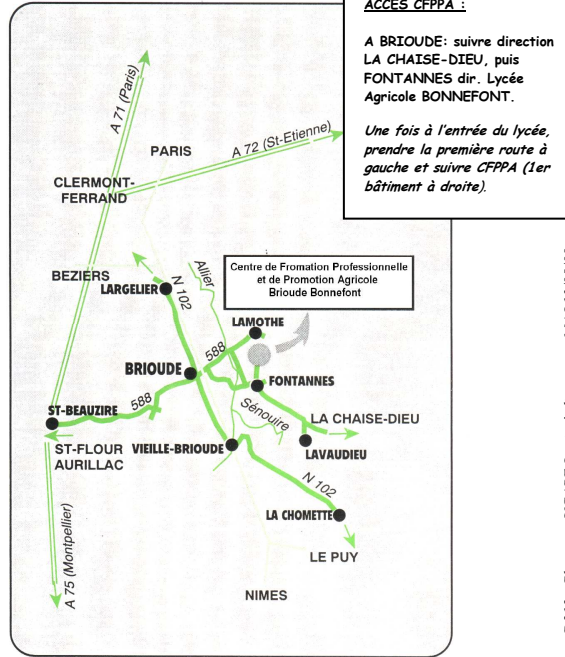 ACCES CFPPA :
A BRIOUDE: suivre direction
LA CHAISE-DIEU, puis
FONTANNES dir. Lycée
Agricole BONNEFONT.
Une fois à l'entrée du lycée,
prendre la première route à
gauche et suivre CFPPA (1er
bâtiment à droite).
A 71 (Paris)
PARIS
A 72 (St-Etienne)
CLERMONT-
FERRAND
BEZIERS
LARGELIER
N 102
Allier
Centre de Fromation Professionnelle
et de Promotion Agricole
Brioude Bonnefont
LAMOTHE
588
BRIOUDE
FONTANNES
588
ST-BEAUZIRE
Sénouire
LA CHAISE-DIEU
ST-FLOUR
AURILLAC
VIEILLE-BRIOUDE
LAVAUDIEU
N 102
LA CHOMETTE
A 75 (Montpellier)
LE PUY
NIMES